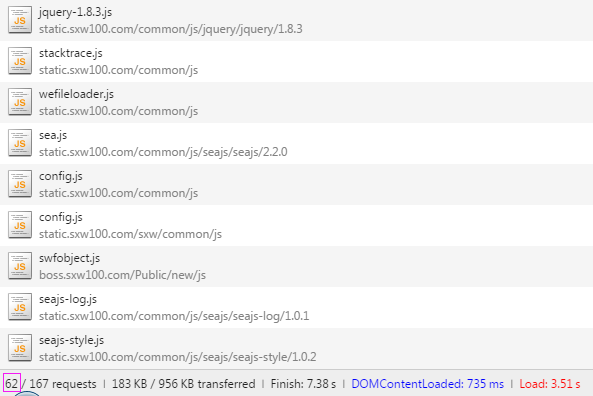 JS jquery-1.8.3.js
static.sxw100.com/common/js/jquery/jquery/1.8.3
JS stacktrace.js
static.sxw100.com/common/js
JS wefileloader.js
static.sxw100.com/common/js
JS sea.js
static.sxw100.com/common/js/seajs/seajs/2.2.0
JS config.js
static.sxw100.com/common/js
JS config.js
static.sxw100.com/sxw/common/js
JS swfobject.js
boss.sxw100.com/Public/new/js
JS seajs-log.js
static.sxw100.com/common/js/seajs/seajs-log/1.0.1
JS seajs-style.js
static.sxw100.com/common/js/seajs/seajs-style/1.0.2
62 / 167 requests | 183 KB / 956 KB transferred | Finish: 7.38 s | DOMContentLoaded: 735 ms | Load: 3.51 s